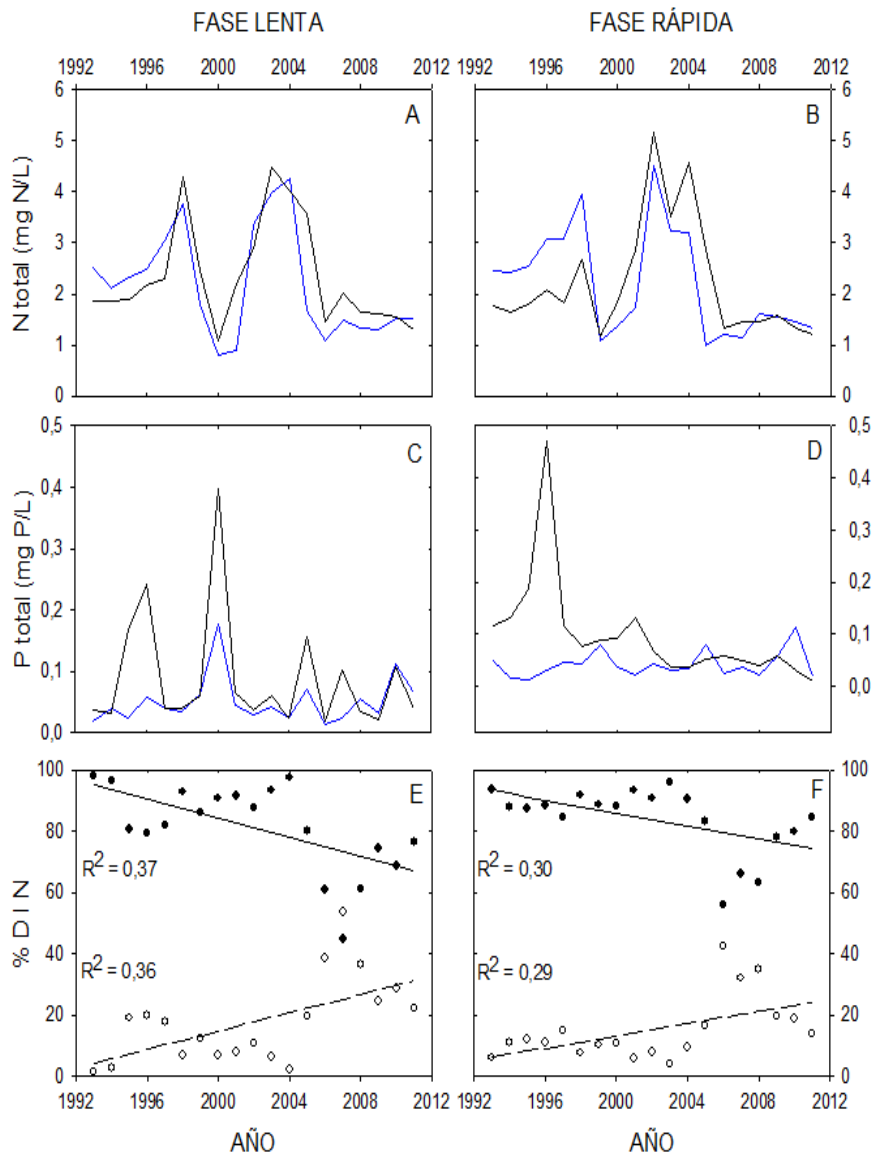 FASE LENTA FASE RÁPIDA
1992 1996 2000 2004 2008 2012 1992 1996 2000 2004 2008 2012
N total (mg N/L)
6
5
4
3
2
1
0
A
B
6
5
4
3
2
1
0
P total (mg P/L)
0,5
0,4
0,3
0,2
0,1
0,0
C
D
0,5
0,4
0,3
0,2
0,1
0,0
% D I N
100
80
60
40
20
0
E
R² = 0,37
R² = 0,36
F
R² = 0,30
R² = 0,29
100
80
60
40
20
0
1992 1996 2000 2004 2008 2012 1992 1996 2000 2004 2008 2012
AÑO AÑO